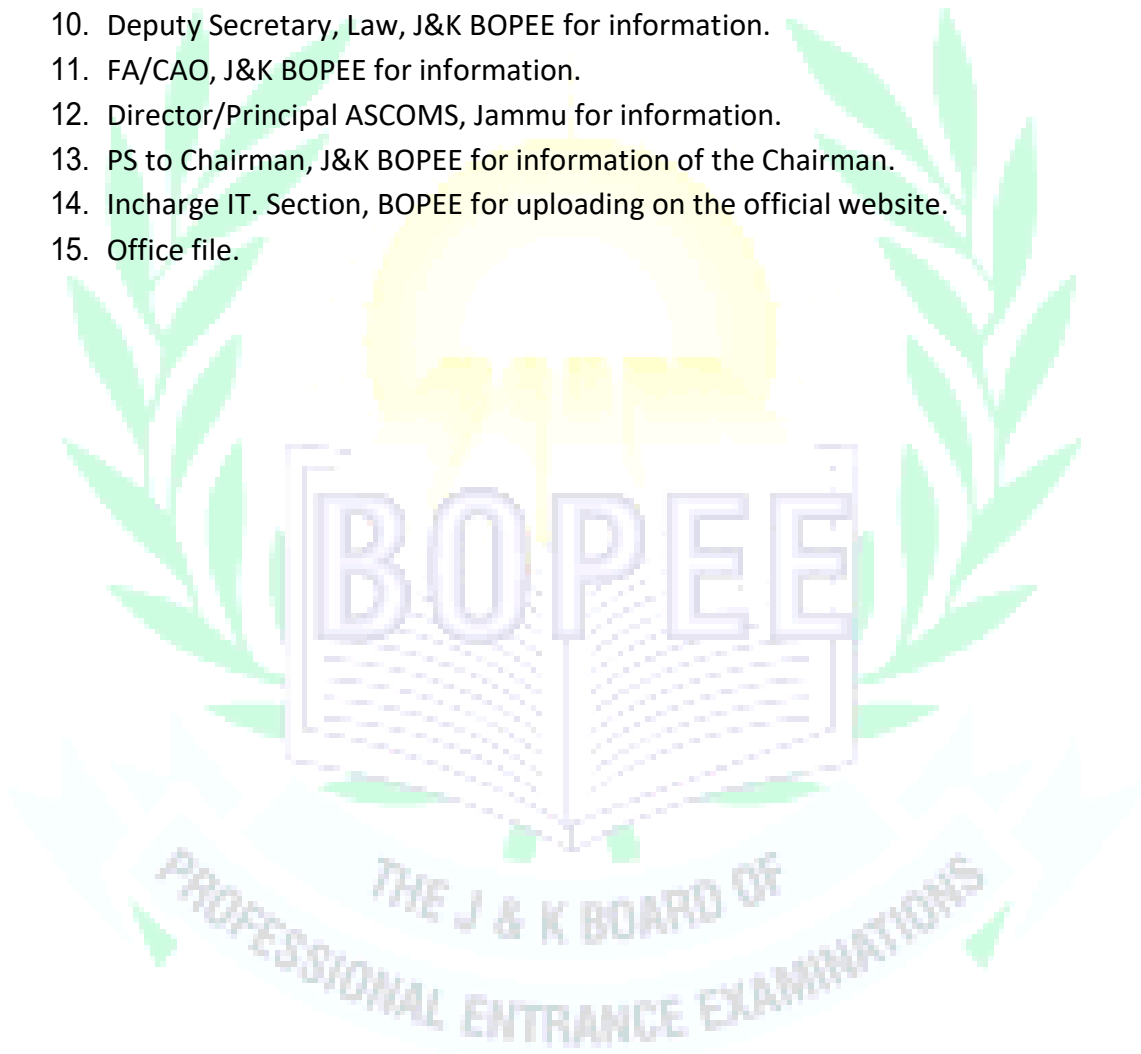 10. Deputy Secretary, Law, J&K BOPEE for information.
11. FA/CAO, J&K BOPEE for information.
12. Director/Principal ASCOMS, Jammu for information.
13. PS to Chairman, J&K BOPEE for information of the Chairman.
14. Incharge IT. Section, BOPEE for uploading on the official website.
15. Office file.
BOPEE
THE J & K BOARD OF
PROFESSIONAL ENTRANCE EXAMINATIONS